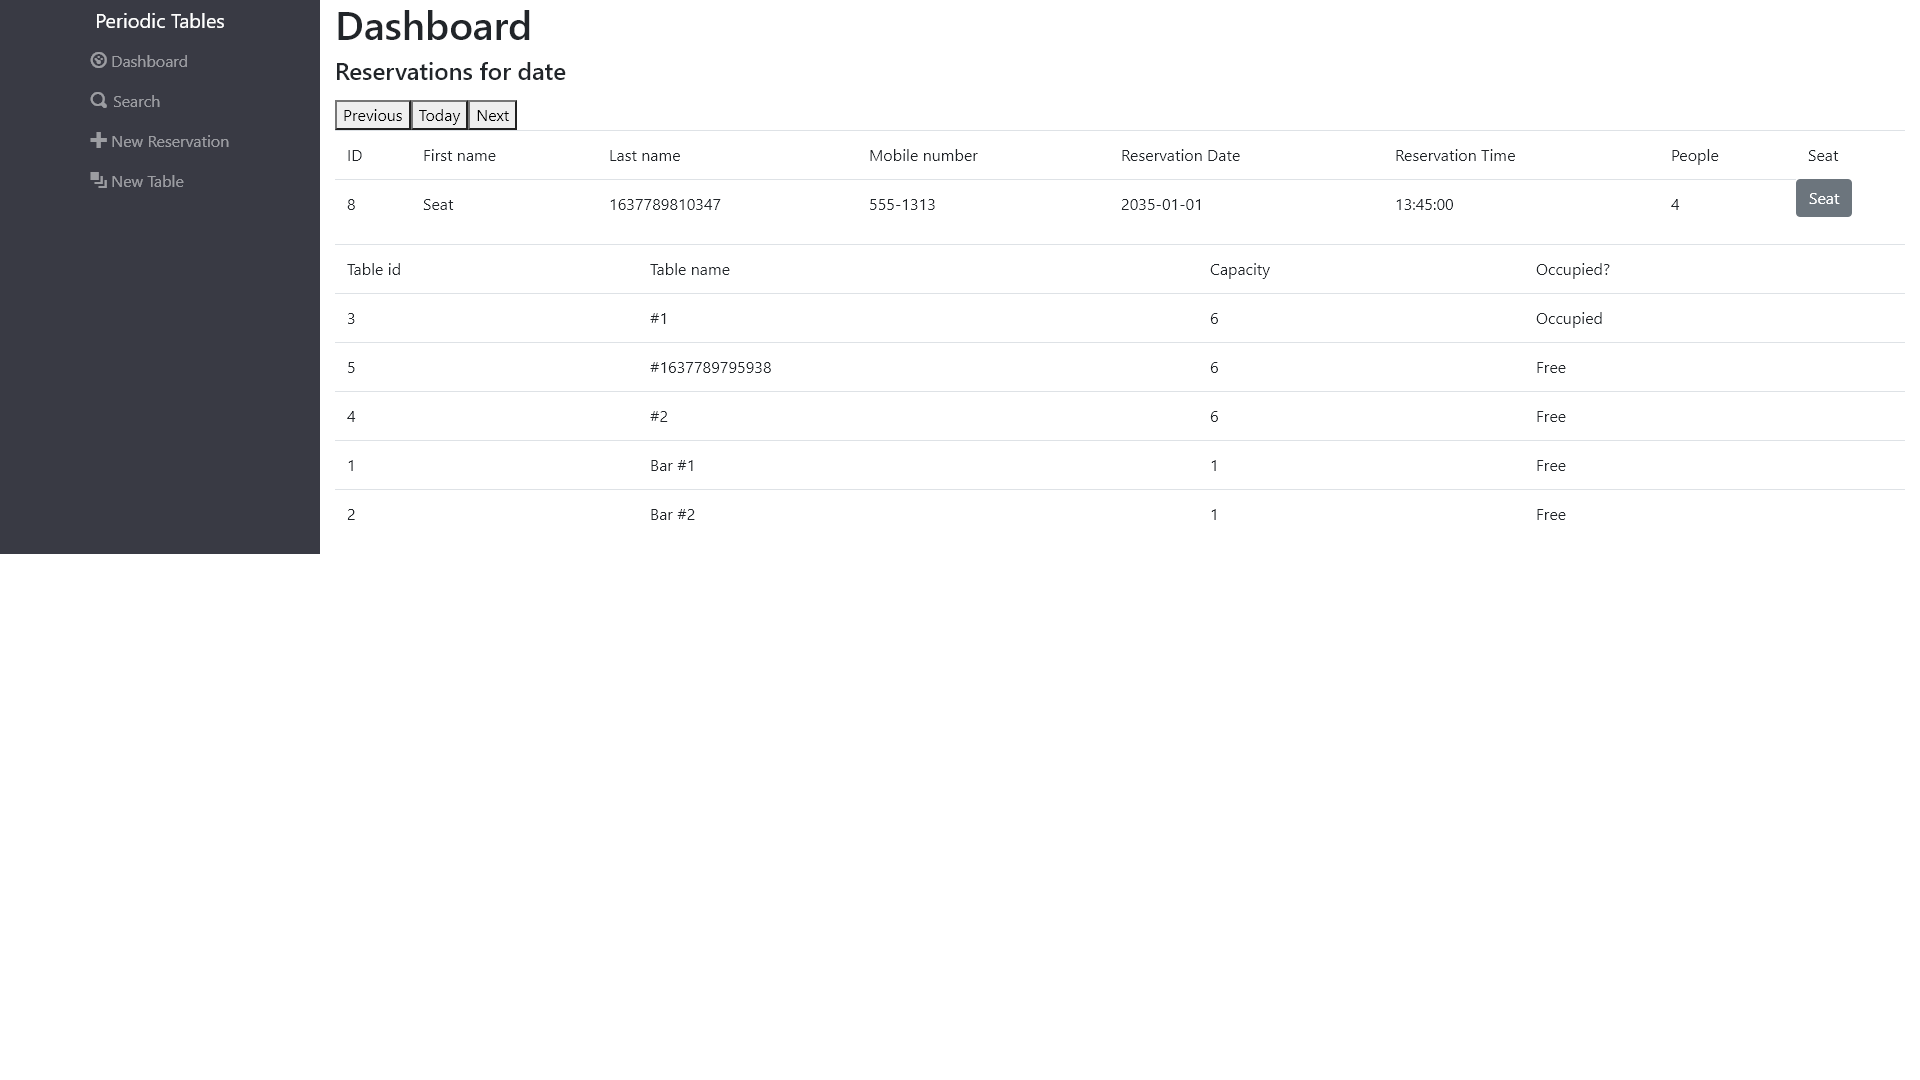 Periodic Tables
Dashboard
Search
New Reservation
New Table
Dashboard
Reservations for date
Previous Today Next
ID First name Last name Mobile number Reservation Date Reservation Time People Seat
8 Seat 1637789810347 555-1313 2035-01-01 13:45:00 4 Seat
Table id Table name Capacity Occupied?
3 #1 6 Occupied
5 #1637789795938 6 Free
4 #2 6 Free
1 Bar #1 1 Free
2 Bar #2 1 Free